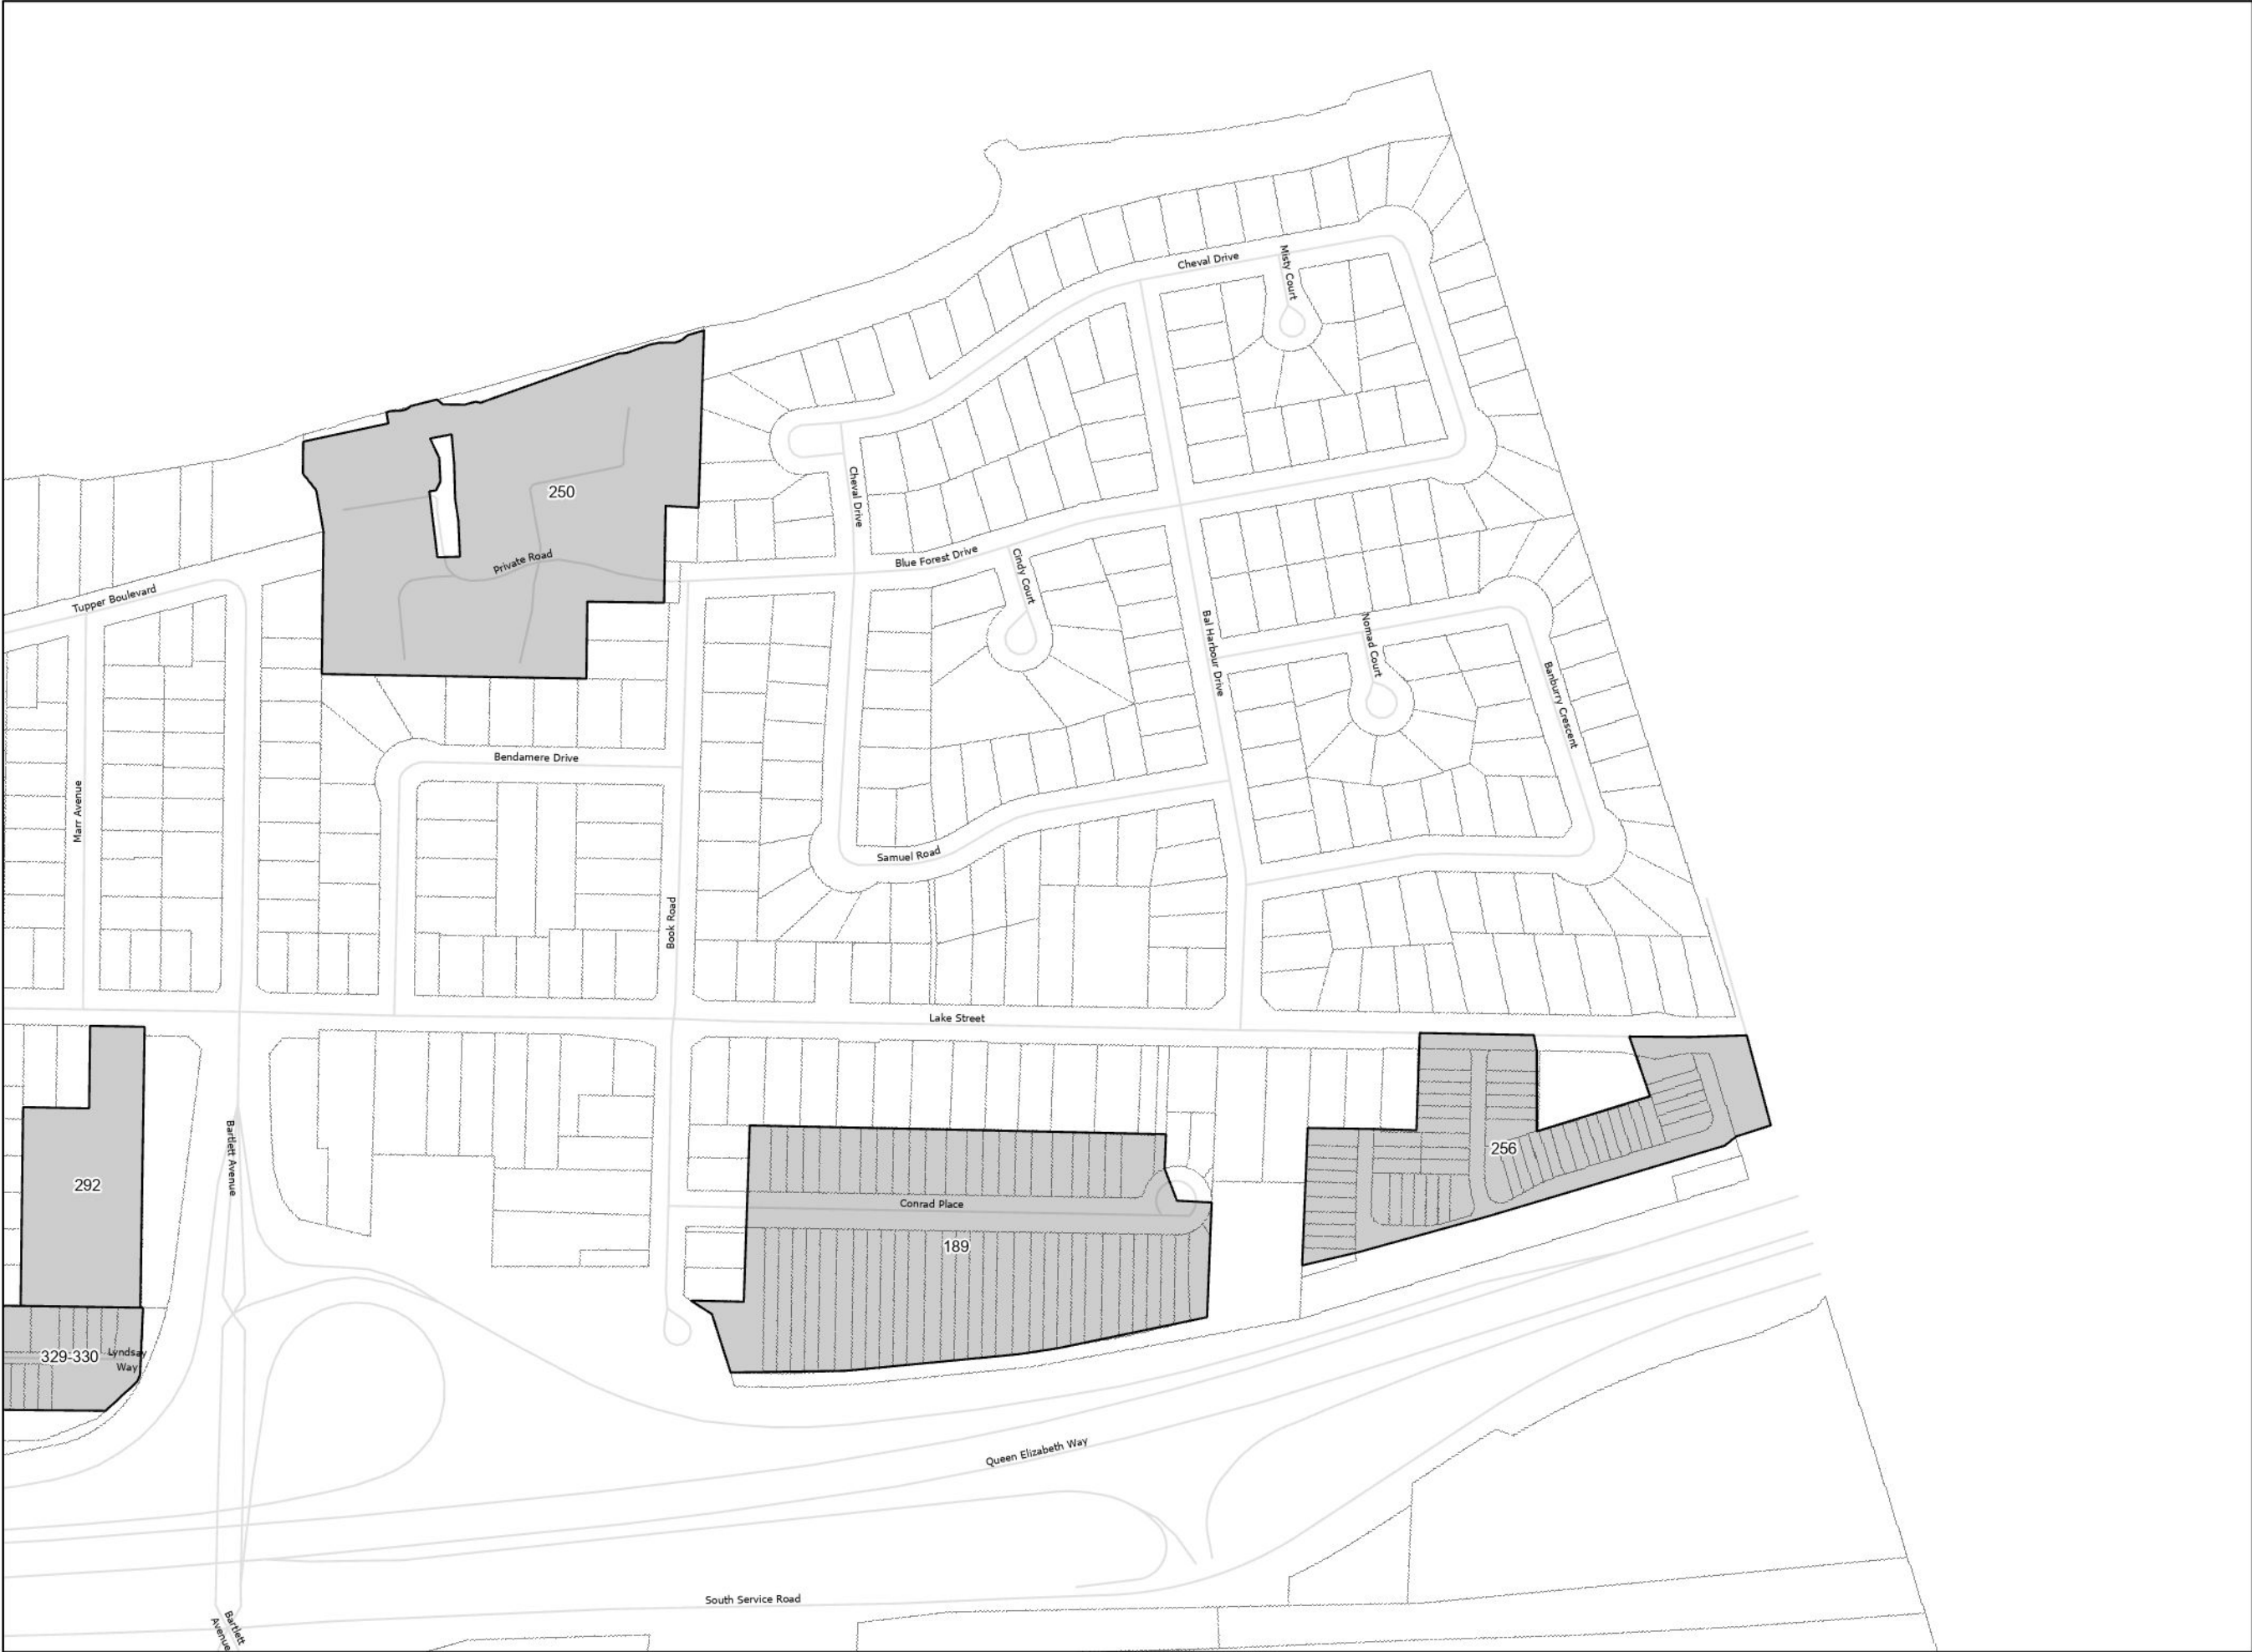 Cheval Drive
Misty Court
250
Cheval Drive
Private Road
Blue Forest Drive
Cindy Court
Tupper Boulevard
Bal Harbour Drive
Nomad Court
Banburry Crescent
Bendamere Drive
Marr Avenue
Samuel Road
Book Road
Lake Street
Bartlett Avenue
256
292
Conrad Place
189
329-330
Lyndsay
Way
Queen Elizabeth Way
South Service Road
Bartlett
Avenue